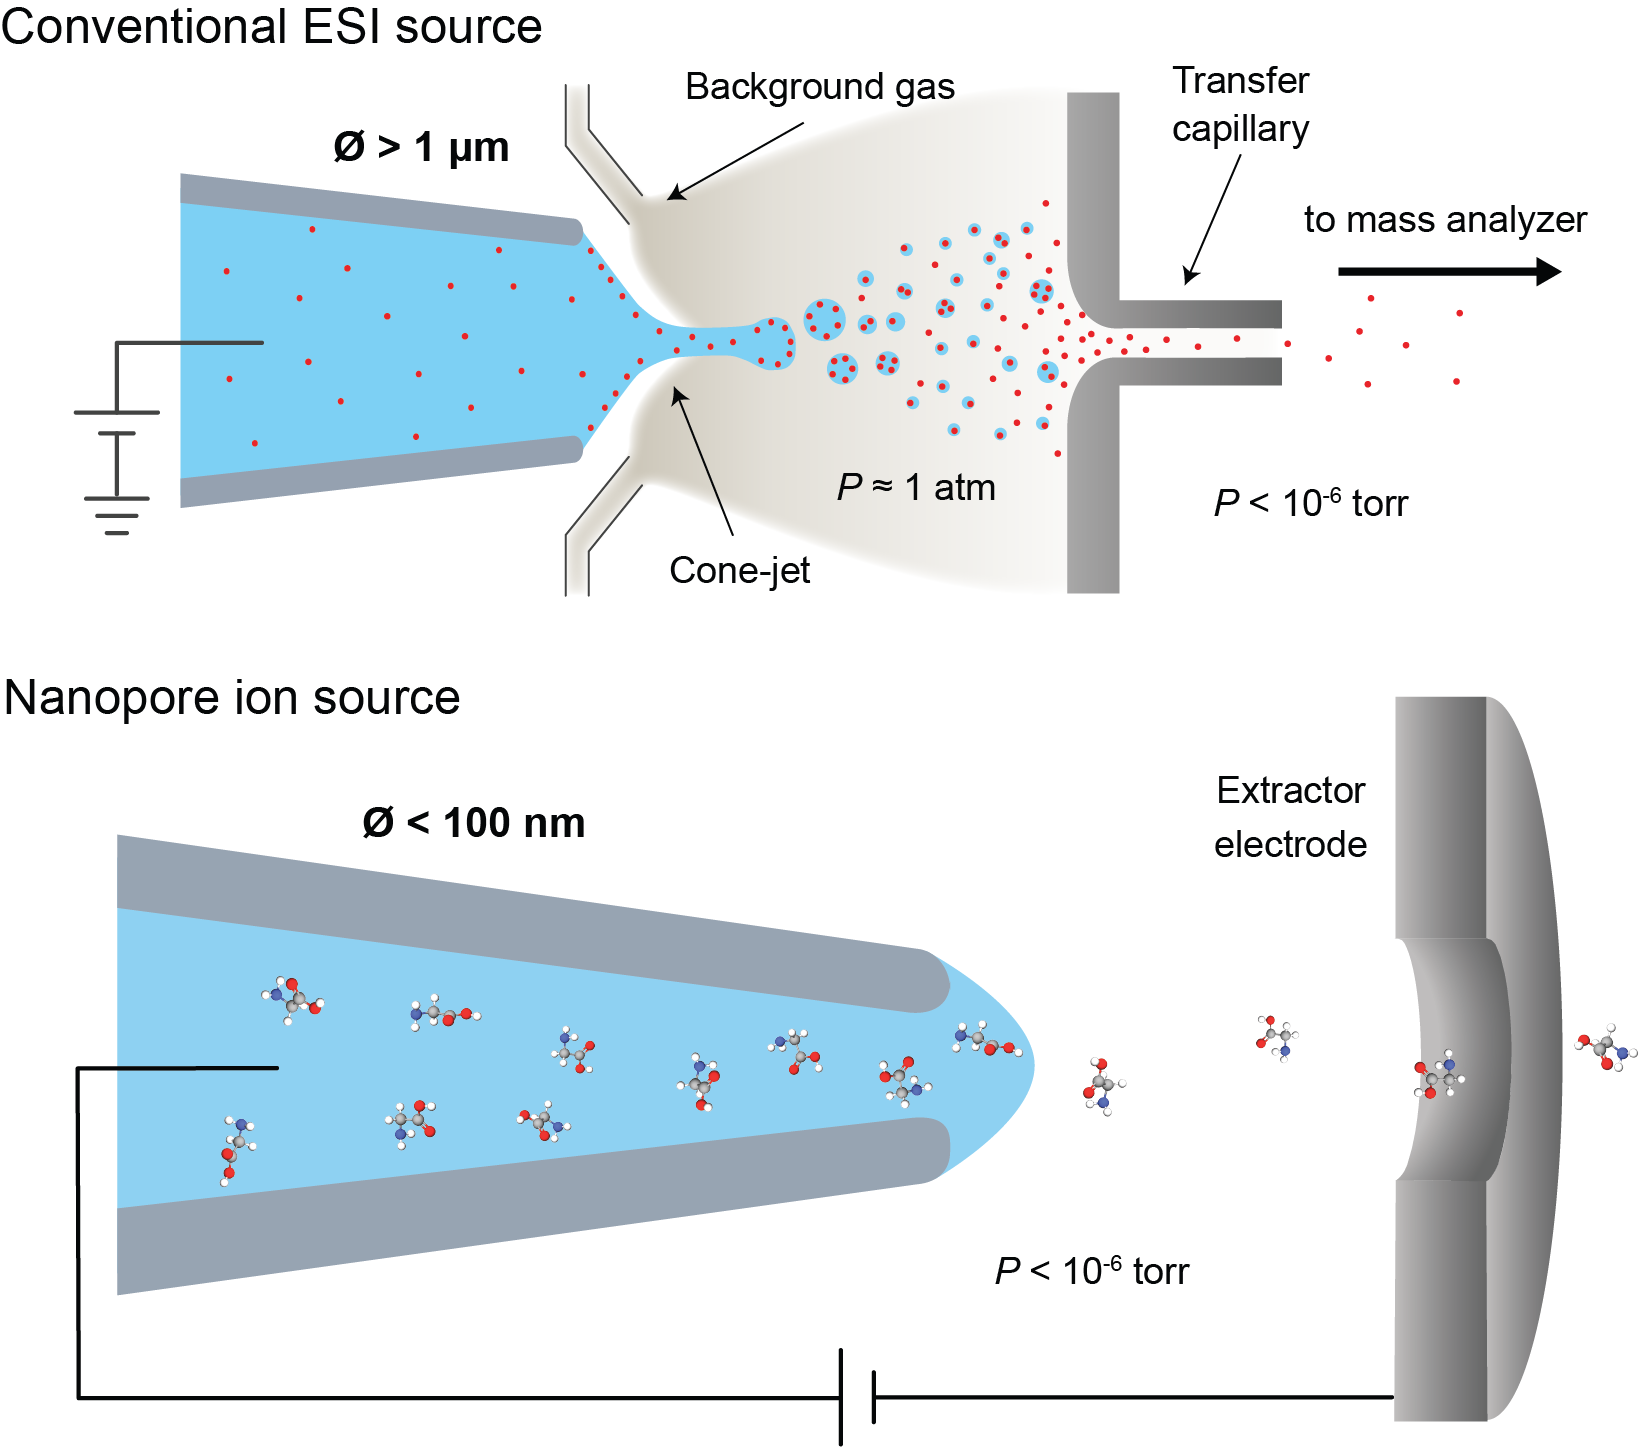 Conventional ESI source
Background gas
Transfer
capillary
Ø > 1 µm
to mass analyzer
P ≈ 1 atm
P < 10⁻⁶ torr
Cone-jet
Nanopore ion source
Extractor
electrode
Ø < 100 nm
P < 10⁻⁶ torr